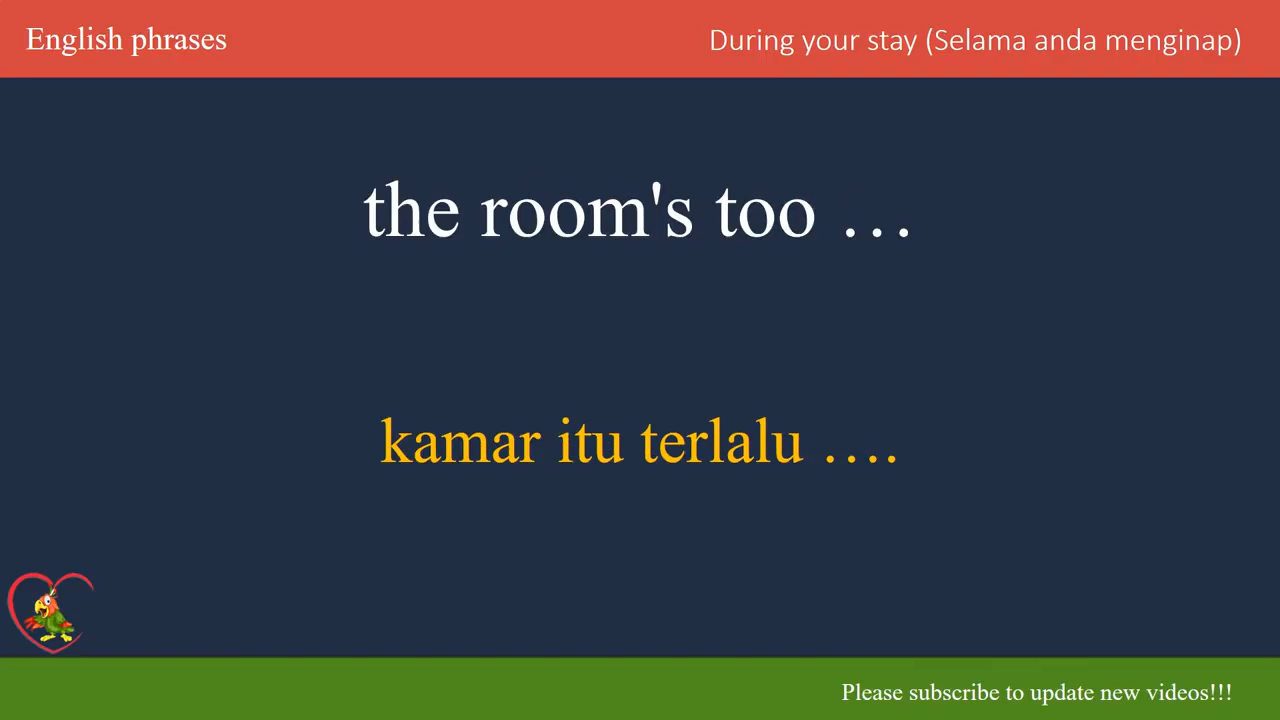 English phrases
During your stay (Selama anda menginap)
the room's too …
kamar itu terlalu ….
Please subscribe to update new videos!!!